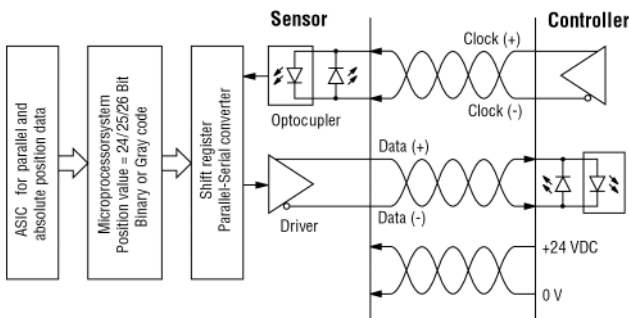 Sensor
Controller
Clock (+)
Clock (-)
Optocupler
ASIC for parallel and
absolute position data
Microprocessorsystem
Position value = 24/25/26 Bit
Binary or Gray code
Shift register
Parallel-Serial converter
Data (+)
Data (-)
Driver
+24 VDC
0 V